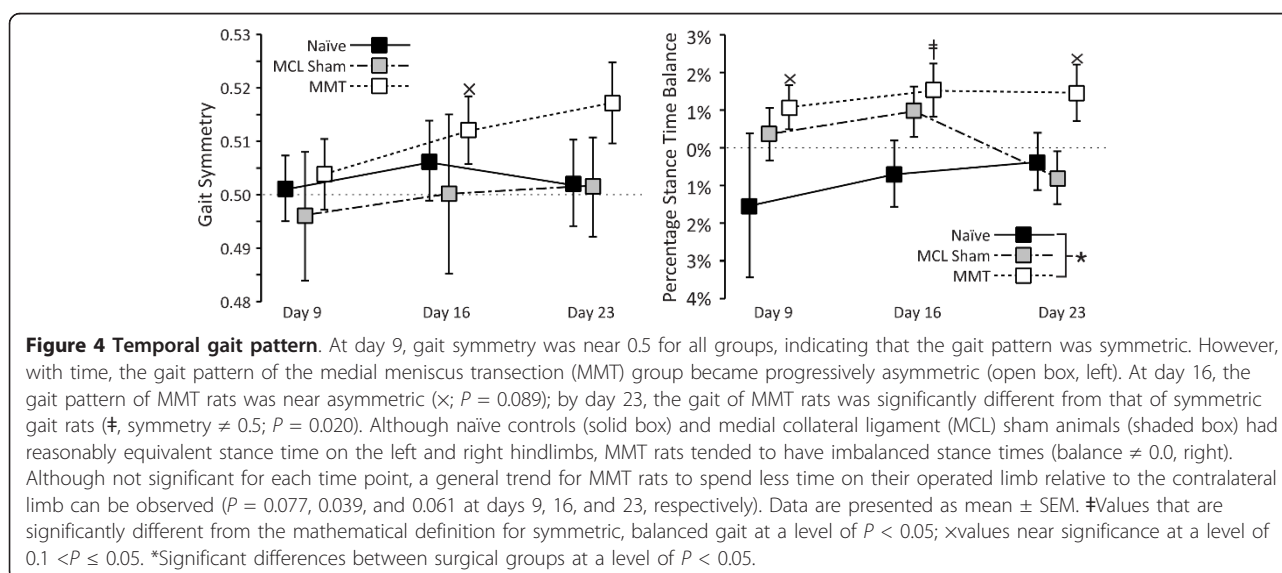 0.53
0.52
0.51
0.50
0.49
0.48
Gait Symmetry
Naïve
MCL Sham
MMT
×
Day 9
Day 16
Day 23
3%
2%
1%
0%
1%
2%
3%
4%
Percentage Stance Time Balance
×
‡
×
Naïve
MCL Sham
MMT
*
Day 9
Day 16
Day 23
Figure 4 Temporal gait pattern. At day 9, gait symmetry was near 0.5 for all groups, indicating that the gait pattern was symmetric. However,
with time, the gait pattern of the medial meniscus transection (MMT) group became progressively asymmetric (open box, left). At day 16, the
gait pattern of MMT rats was near asymmetric (×; P = 0.089); by day 23, the gait of MMT rats was significantly different from that of symmetric
gait rats (‡, symmetry ≠ 0.5; P = 0.020). Although naïve controls (solid box) and medial collateral ligament (MCL) sham animals (shaded box) had
reasonably equivalent stance time on the left and right hindlimbs, MMT rats tended to have imbalanced stance times (balance ≠ 0.0, right).
Although not significant for each time point, a general trend for MMT rats to spend less time on their operated limb relative to the contralateral
limb can be observed (P = 0.077, 0.039, and 0.061 at days 9, 16, and 23, respectively). Data are presented as mean ± SEM. ‡Values that are
significantly different from the mathematical definition for symmetric, balanced gait at a level of P < 0.05; ×values near significance at a level of
0.1 <P ≤ 0.05. *Significant differences between surgical groups at a level of P < 0.05.